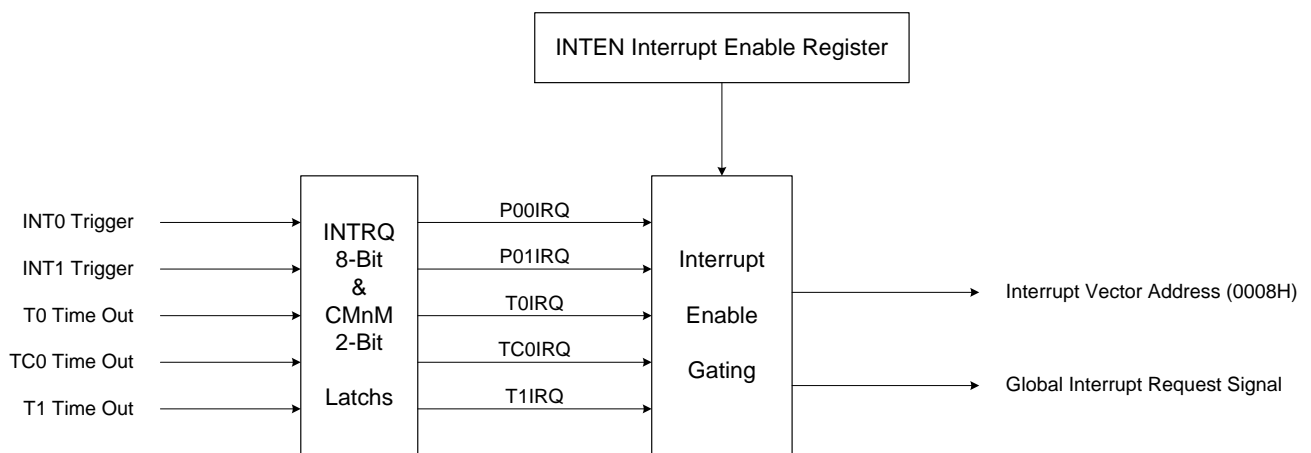 INTEN Interrupt Enable Register
INT0 Trigger
INT1 Trigger
T0 Time Out
TC0 Time Out
T1 Time Out
INTRQ
8-Bit
&
CMnM
2-Bit
Latchs
P00IRQ
P01IRQ
T0IRQ
TC0IRQ
T1IRQ
Interrupt
Enable
Gating
Interrupt Vector Address (0008H)
Global Interrupt Request Signal